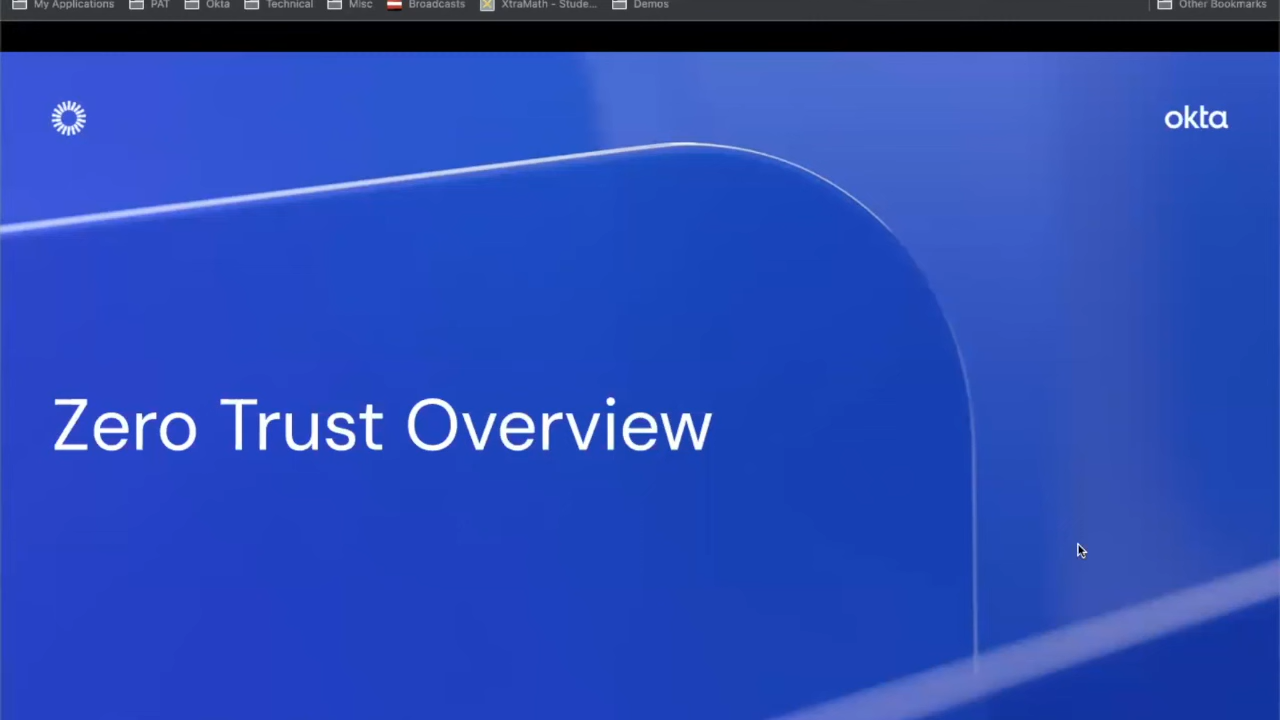 My Applications PAT Okta Technical Misc Broadcasts XtraMath - Stude... Demos Other Bookmarks
okta
Zero Trust Overview